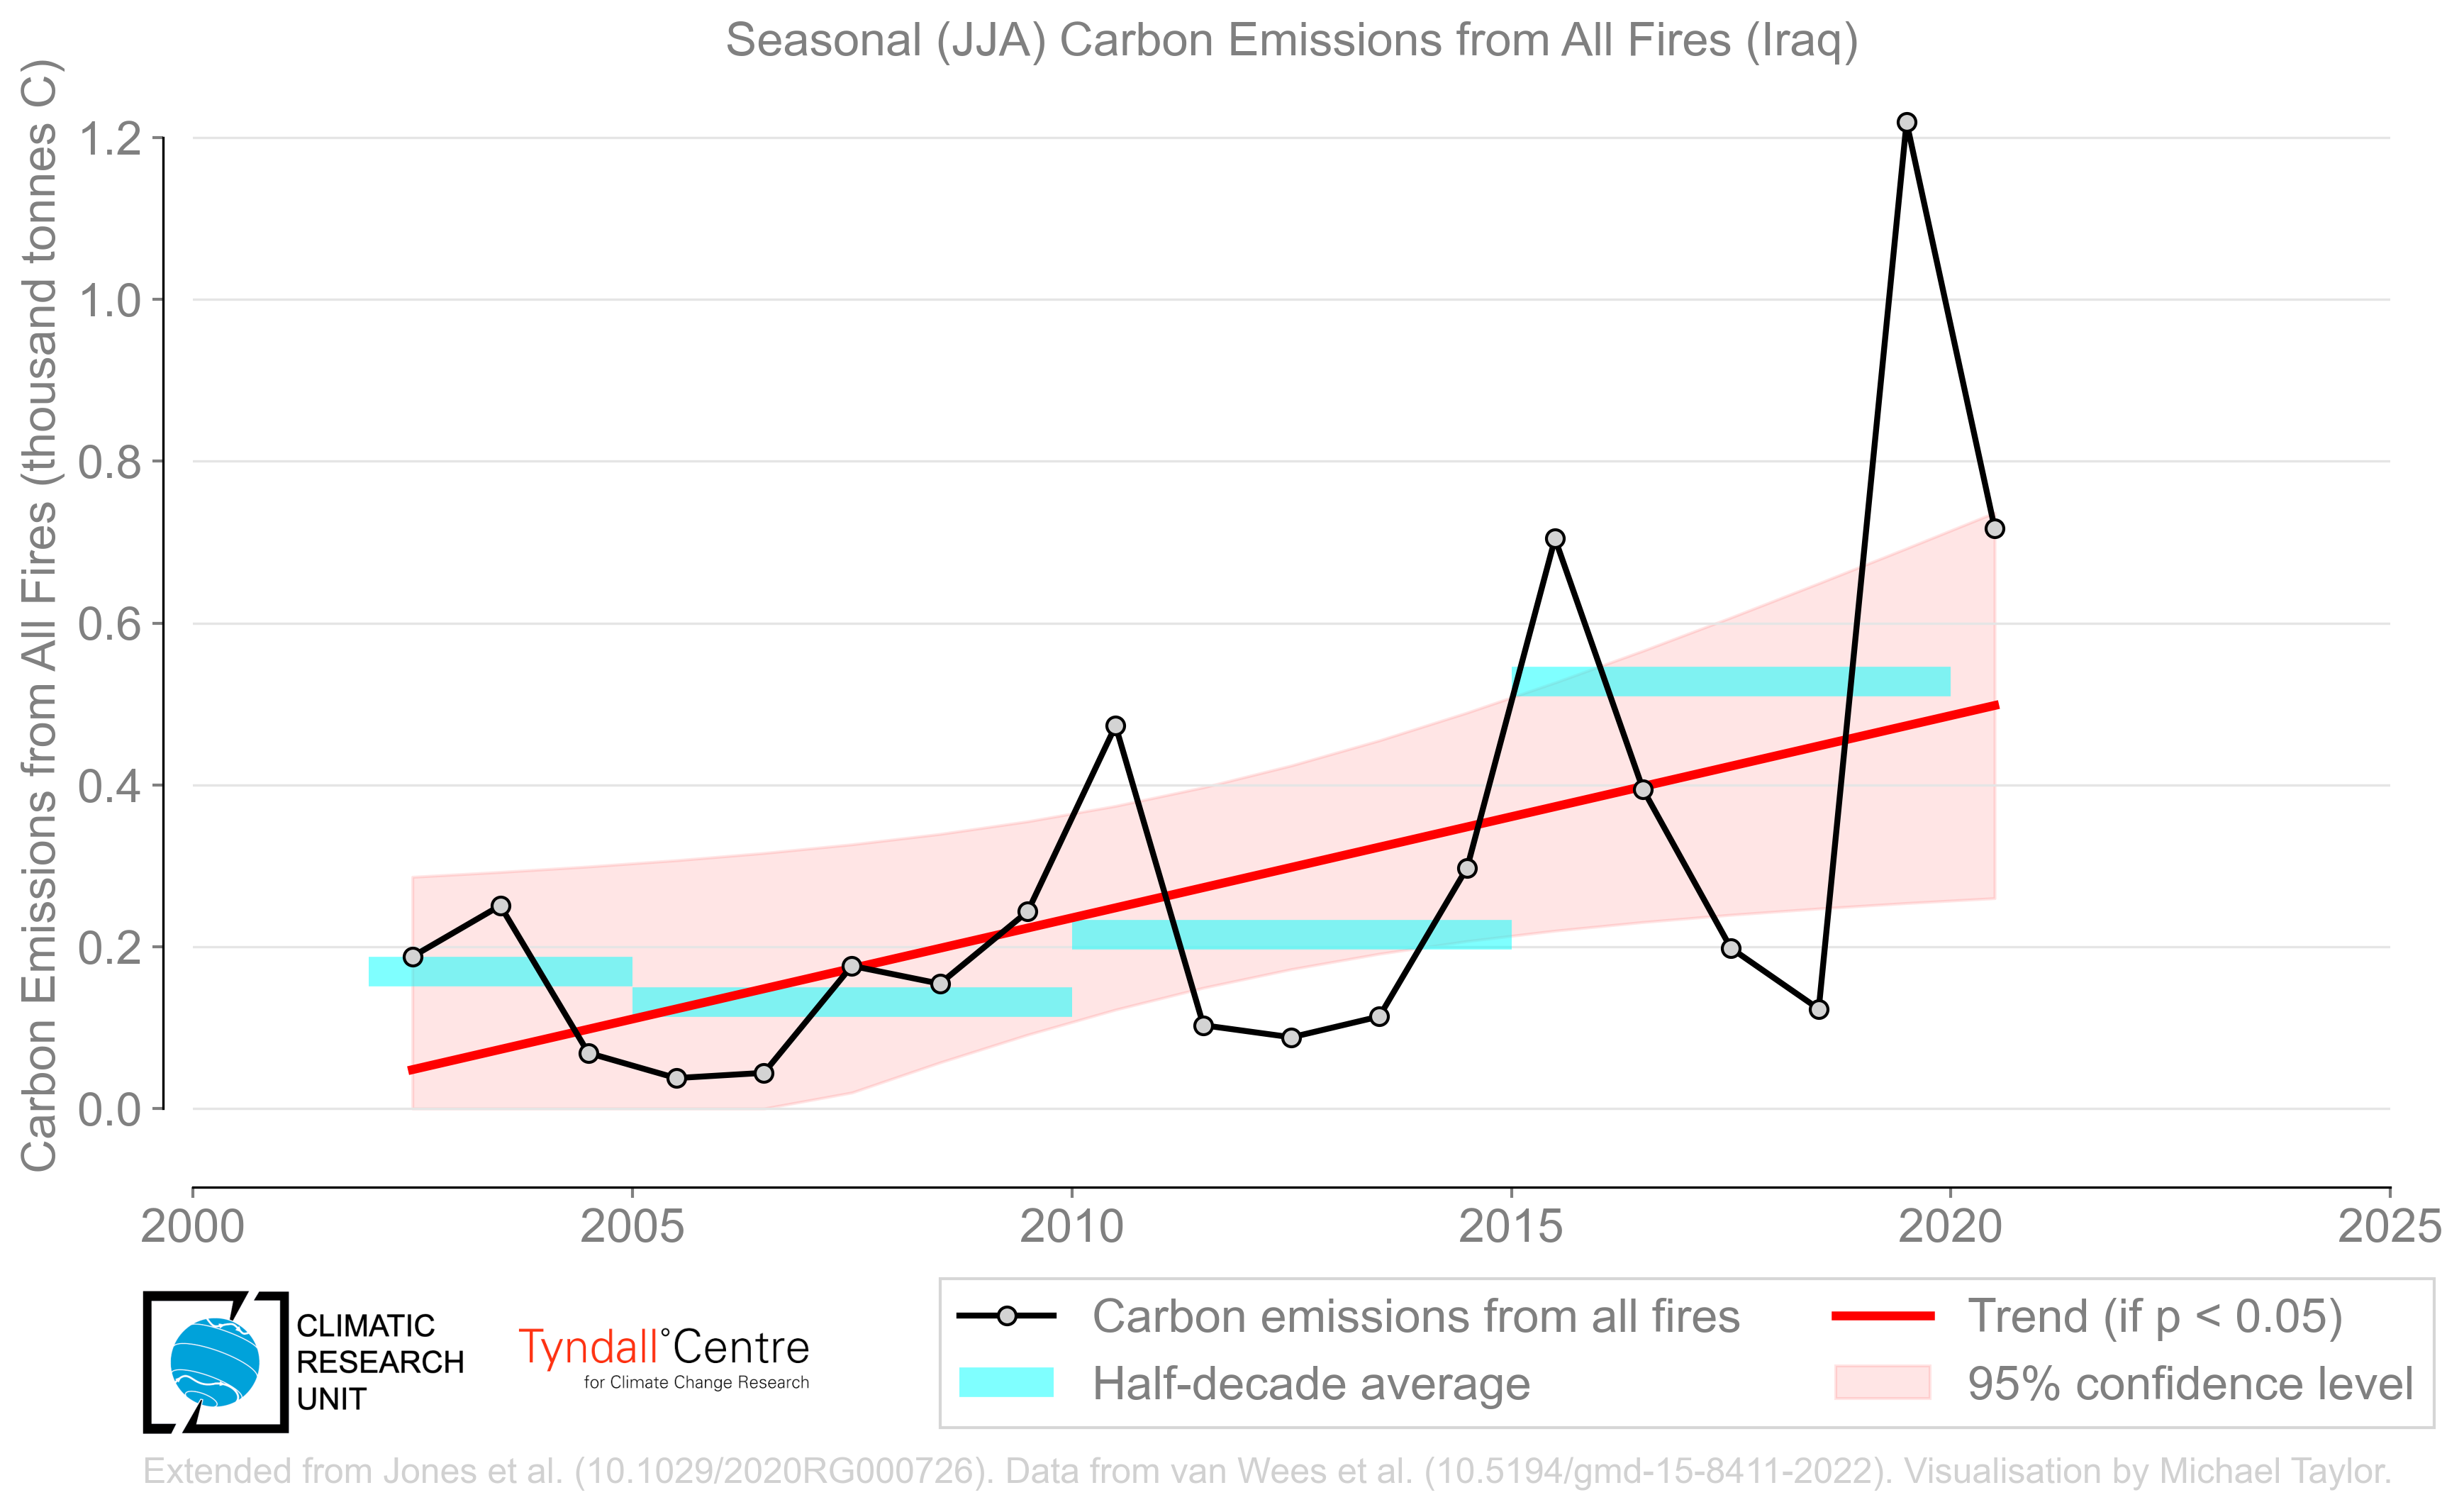 Seasonal (JJA) Carbon Emissions from All Fires (Iraq)
Carbon Emissions from All Fires (thousand tonnes C)
1.2
1.0
0.8
0.6
0.4
0.2
0.0
2000 2005 2010 2015 2020 2025
Carbon emissions from all fires
Half-decade average
Trend (if p < 0.05)
95% confidence level
CLIMATIC
RESEARCH
UNIT
Tyndall°Centre
for Climate Change Research
Extended from Jones et al. (10.1029/2020RG000726). Data from van Wees et al. (10.5194/gmd-15-8411-2022). Visualisation by Michael Taylor.